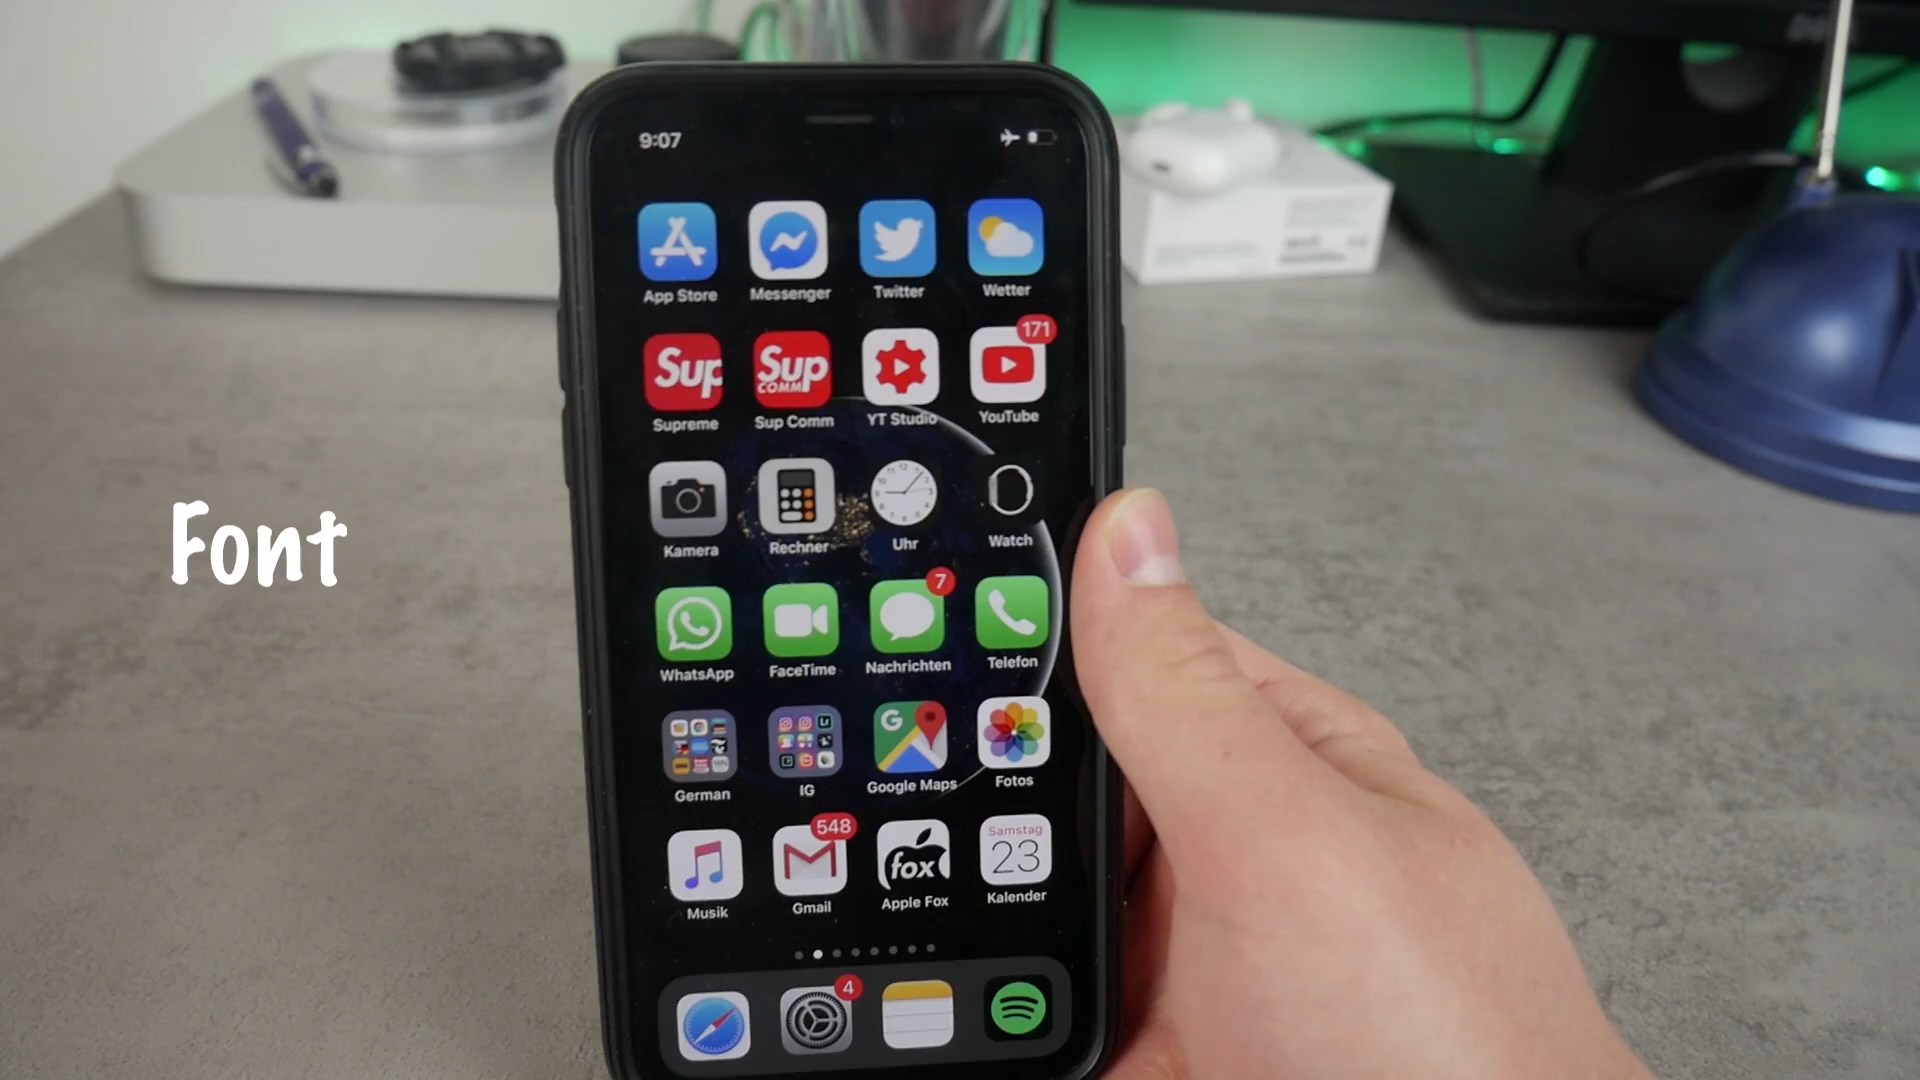 9:07
App Store
Messenger
Twitter
Wetter
Sup
Sup
COMM
171
Supreme
Sup Comm
YT Studio
YouTube
Kamera
Rechner
Uhr
Watch
Font
7
WhatsApp
FaceTime
Nachrichten
Telefon
G
German
IG
Google Maps
Fotos
548
fox
Samstag
23
Musik
Gmail
Apple Fox
Kalender
4